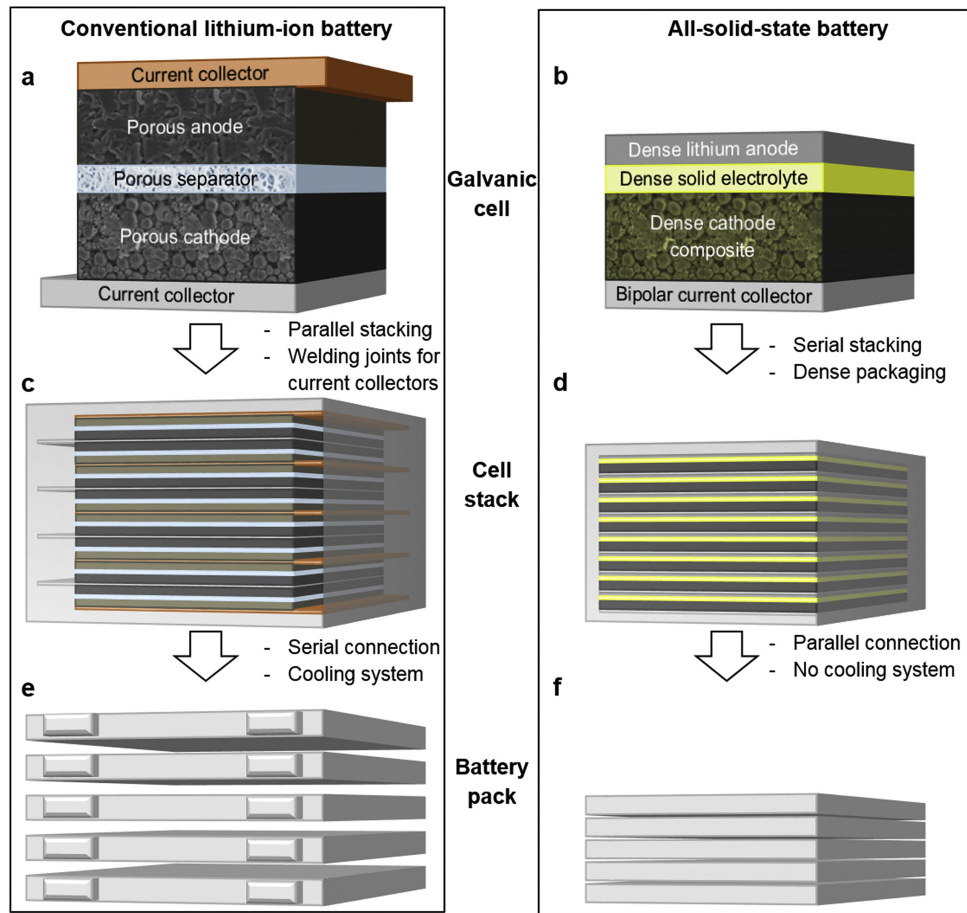 Conventional lithium-ion battery
a
Current collector
Porous anode
Porous separator
Porous cathode
Current collector
- Parallel stacking
- Welding joints for
current collectors
c
- Serial connection
- Cooling system
e
Galvanic
cell
Cell
stack
Battery
pack
All-solid-state battery
b
Dense lithium anode
Dense solid electrolyte
Dense cathode
composite
Bipolar current collector
- Serial stacking
- Dense packaging
d
- Parallel connection
- No cooling system
f